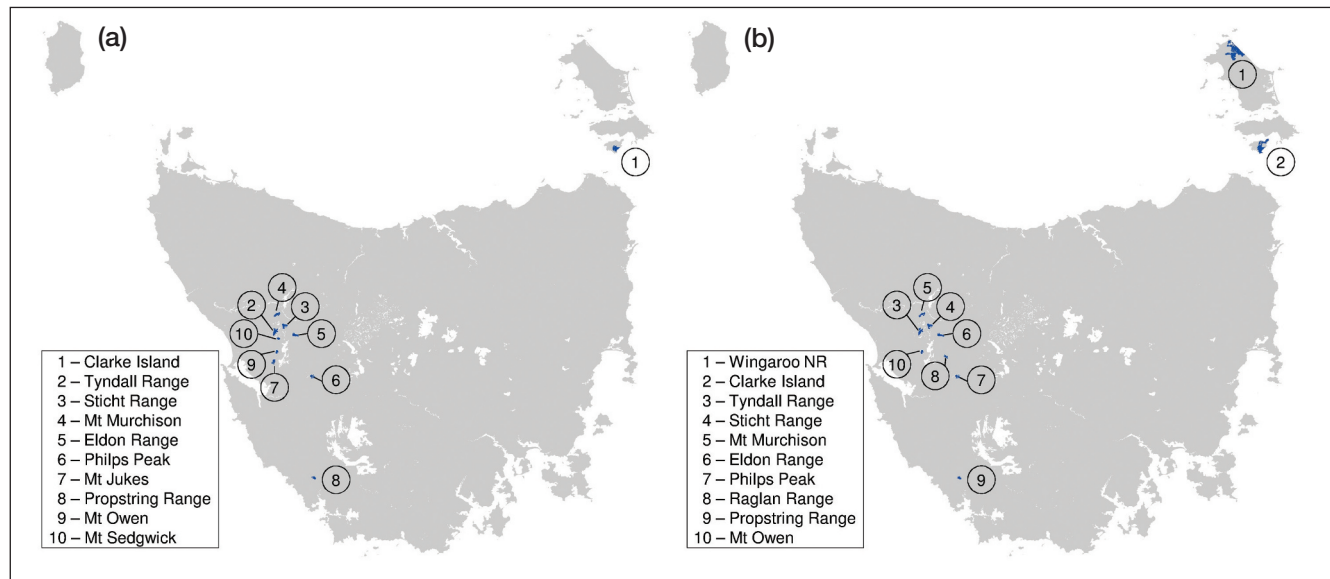 (a)
1
4
2
3
10
5
9
7
6
8
1 – Clarke Island
2 – Tyndall Range
3 – Sticht Range
4 – Mt Murchison
5 – Eldon Range
6 – Philps Peak
7 – Mt Jukes
8 – Propstring Range
9 – Mt Owen
10 – Mt Sedgwick
(b)
1
2
5
3
4
6
10
8
7
9
1 – Wingaroo NR
2 – Clarke Island
3 – Tyndall Range
4 – Sticht Range
5 – Mt Murchison
6 – Eldon Range
7 – Philps Peak
8 – Raglan Range
9 – Propstring Range
10 – Mt Owen